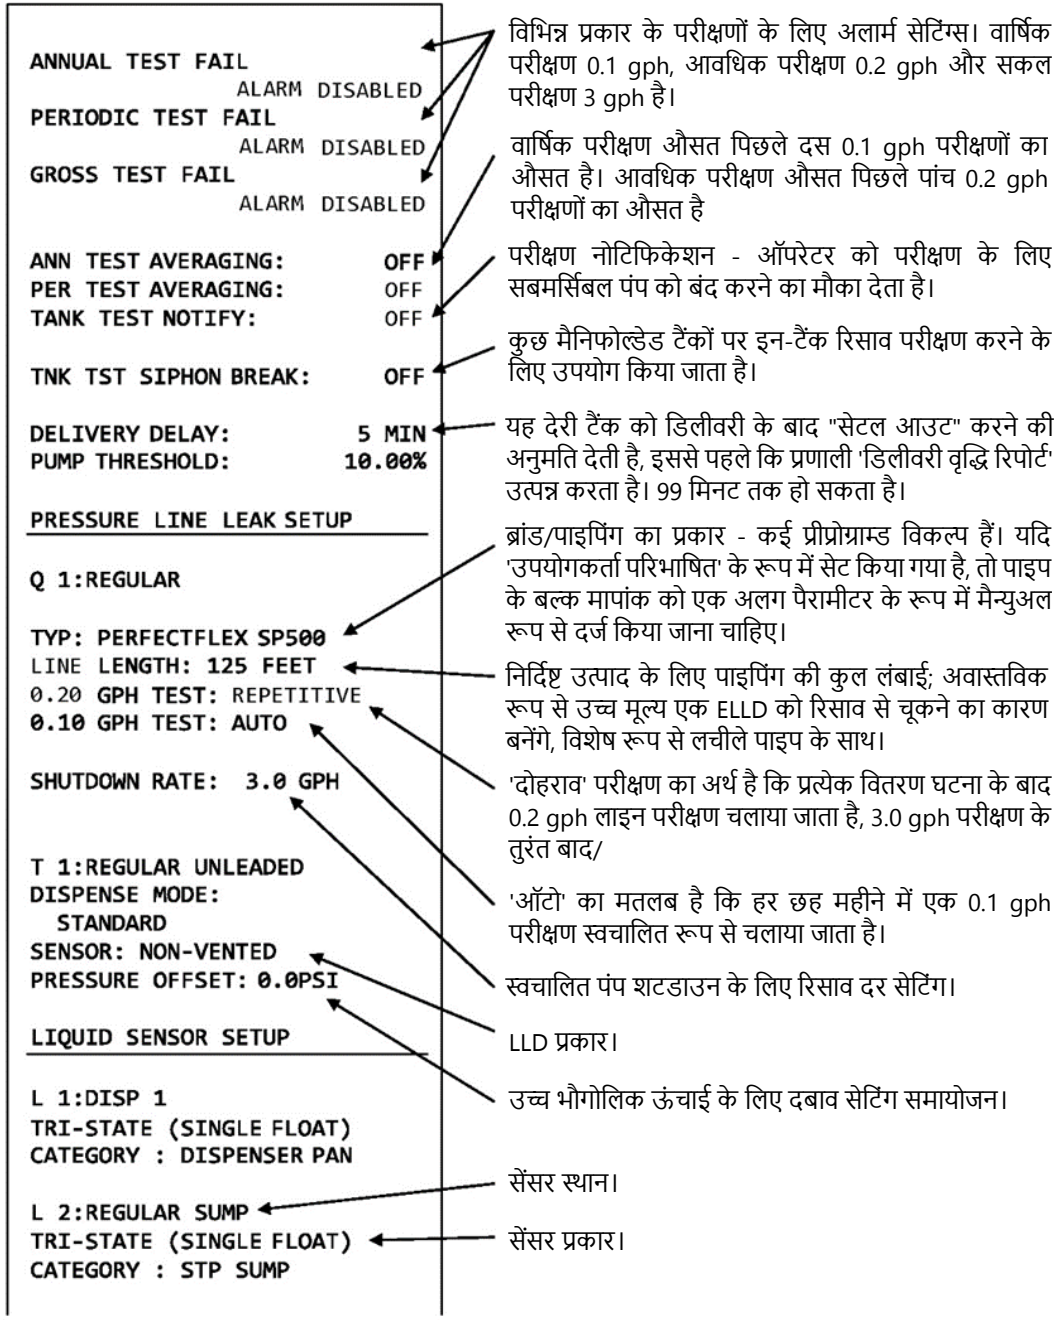 ANNUAL TEST FAIL
ALARM DISABLED
PERIODIC TEST FAIL
ALARM DISABLED
GROSS TEST FAIL
ALARM DISABLED
ANN TEST AVERAGING: OFF
PER TEST AVERAGING: OFF
TANK TEST NOTIFY: OFF
TNK TST SIPHON BREAK: OFF
DELIVERY DELAY: 5 MIN
PUMP THRESHOLD: 10.00%
PRESSURE LINE LEAK SETUP
Q 1:REGULAR
TYP: PERFECTFLEX SP500
LINE LENGTH: 125 FEET
0.20 GPH TEST: REPETITIVE
0.10 GPH TEST: AUTO
SHUTDOWN RATE: 3.0 GPH
T 1:REGULAR UNLEADED
DISPENSE MODE:
STANDARD
SENSOR: NON-VENTED
PRESSURE OFFSET: 0.0PSI
LIQUID SENSOR SETUP
L 1:DISP 1
TRI-STATE (SINGLE FLOAT)
CATEGORY : DISPENSER PAN
L 2:REGULAR SUMP
TRI-STATE (SINGLE FLOAT)
CATEGORY : STP SUMP
विभिन्न प्रकार के परीक्षणों के लिए अलार्म सेटिंग्स। वार्षिक
परीक्षण 0.1 gph, आवधिक परीक्षण 0.2 gph और सकल
परीक्षण 3 gph है।
वार्षिक परीक्षण औसत पिछले दस 0.1 gph परीक्षणों का
औसत है। आवधिक परीक्षण औसत पिछले पांच 0.2 gph
परीक्षणों का औसत है
परीक्षण नोटिफिकेशन - ऑपरेटर को परीक्षण के लिए
सबमर्सिबल पंप को बंद करने का मौका देता है।
कुछ मैनिफोल्डेड टैंकों पर इन-टैंक रिसाव परीक्षण करने के
लिए उपयोग किया जाता है।
यह देरी टैंक को डिलीवरी के बाद "सेटल आउट" करने की
अनुमति देती है, इससे पहले कि प्रणाली 'डिलीवरी वृद्धि रिपोर्ट'
उत्पन्न करता है। 99 मिनट तक हो सकता है।
ब्रांड/पाइपिंग का प्रकार - कई प्रीप्रोग्राम्ड विकल्प हैं। यदि
'उपयोगकर्ता परिभाषित' के रूप में सेट किया गया है, तो पाइप
के बल्क मापांक को एक अलग पैरामीटर के रूप में मैन्युअल
रूप से दर्ज किया जाना चाहिए।
निर्दिष्ट उत्पाद के लिए पाइपिंग की कुल लंबाई; अवास्तविक
रूप से उच्च मूल्य एक ELLD को रिसाव से चूकने का कारण
बनेंगे, विशेष रूप से लचीले पाइप के साथ।
'दोहराव' परीक्षण का अर्थ है कि प्रत्येक वितरण घटना के बाद
0.2 gph लाइन परीक्षण चलाया जाता है, 3.0 gph परीक्षण के
तुरंत बाद/
'ऑटो' का मतलब है कि हर छह महीने में एक 0.1 gph
परीक्षण स्वचालित रूप से चलाया जाता है।
स्वचालित पंप शटडाउन के लिए रिसाव दर सेटिंग।
LLD प्रकार।
उच्च भौगोलिक ऊंचाई के लिए दबाव सेटिंग समायोजन।
सेंसर स्थान।
सेंसर प्रकार।